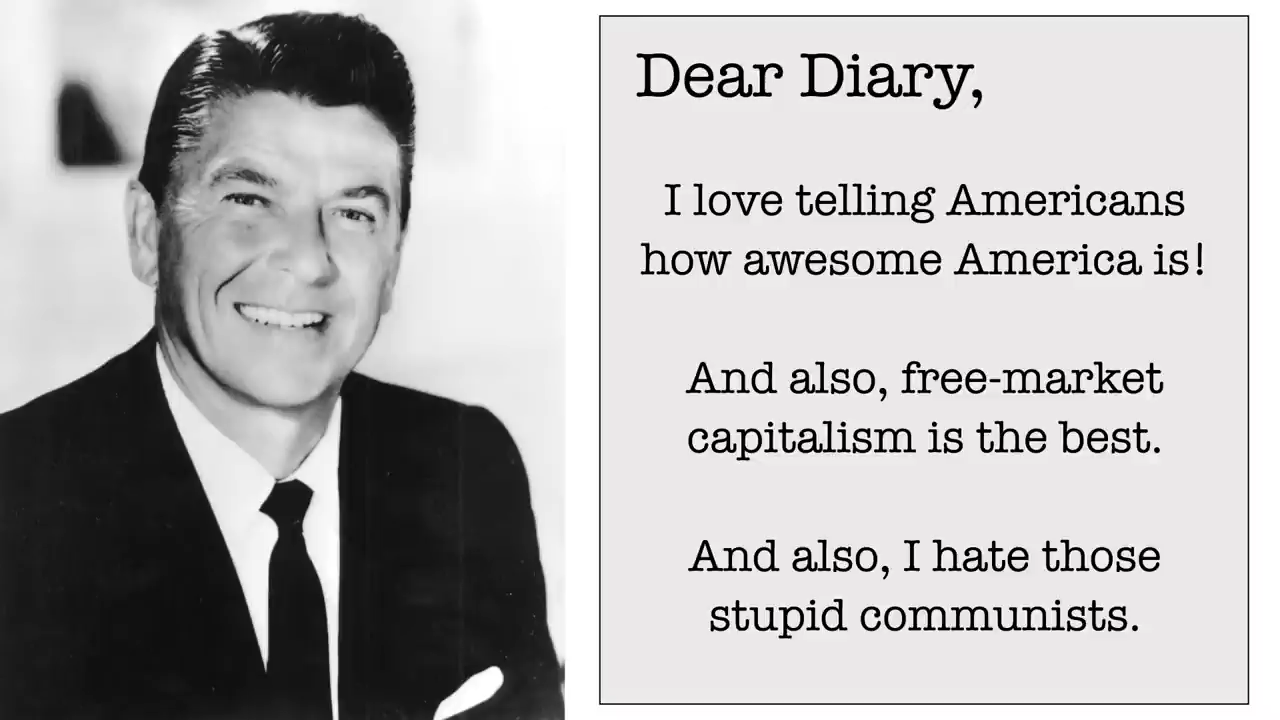 Dear Diary,
I love telling Americans
how awesome America is!
And also, free-market
capitalism is the best.
And also, I hate those
stupid communists.